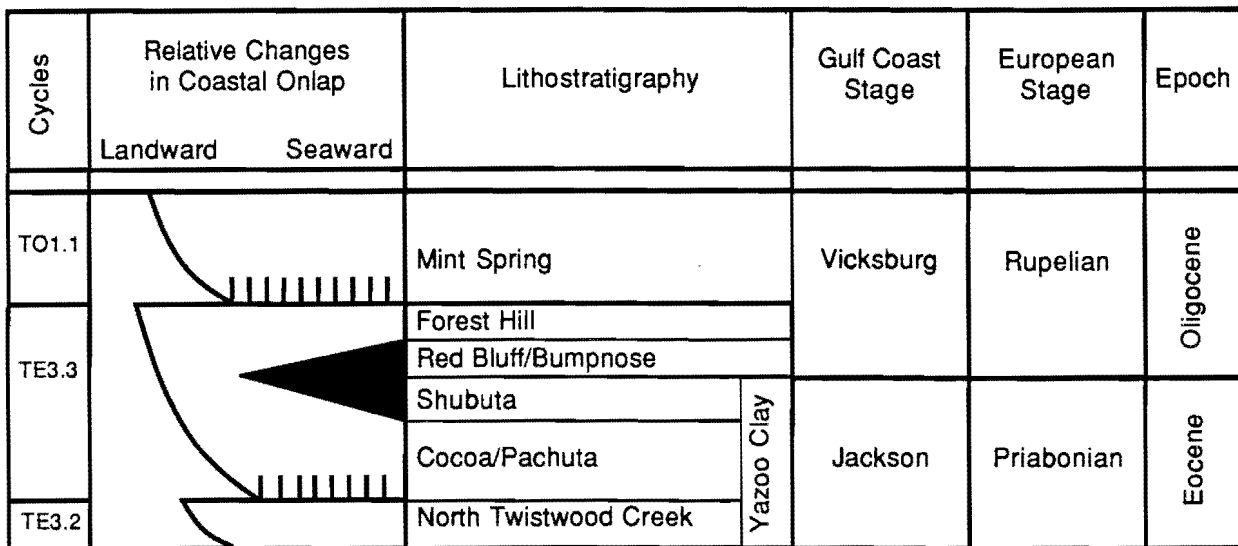 Cycles
Relative Changes
in Coastal Onlap
Landward Seaward
Lithostratigraphy
Gulf Coast
Stage
European
Stage
Epoch
TO1.1
Mint Spring
Vicksburg
Rupelian
Oligocene
Forest Hill
TE3.3
Red Bluff/Bumpnose
Shubuta
Yazoo Clay
Cocoa/Pachuta
Jackson
Priabonian
Eocene
TE3.2
North Twistwood Creek